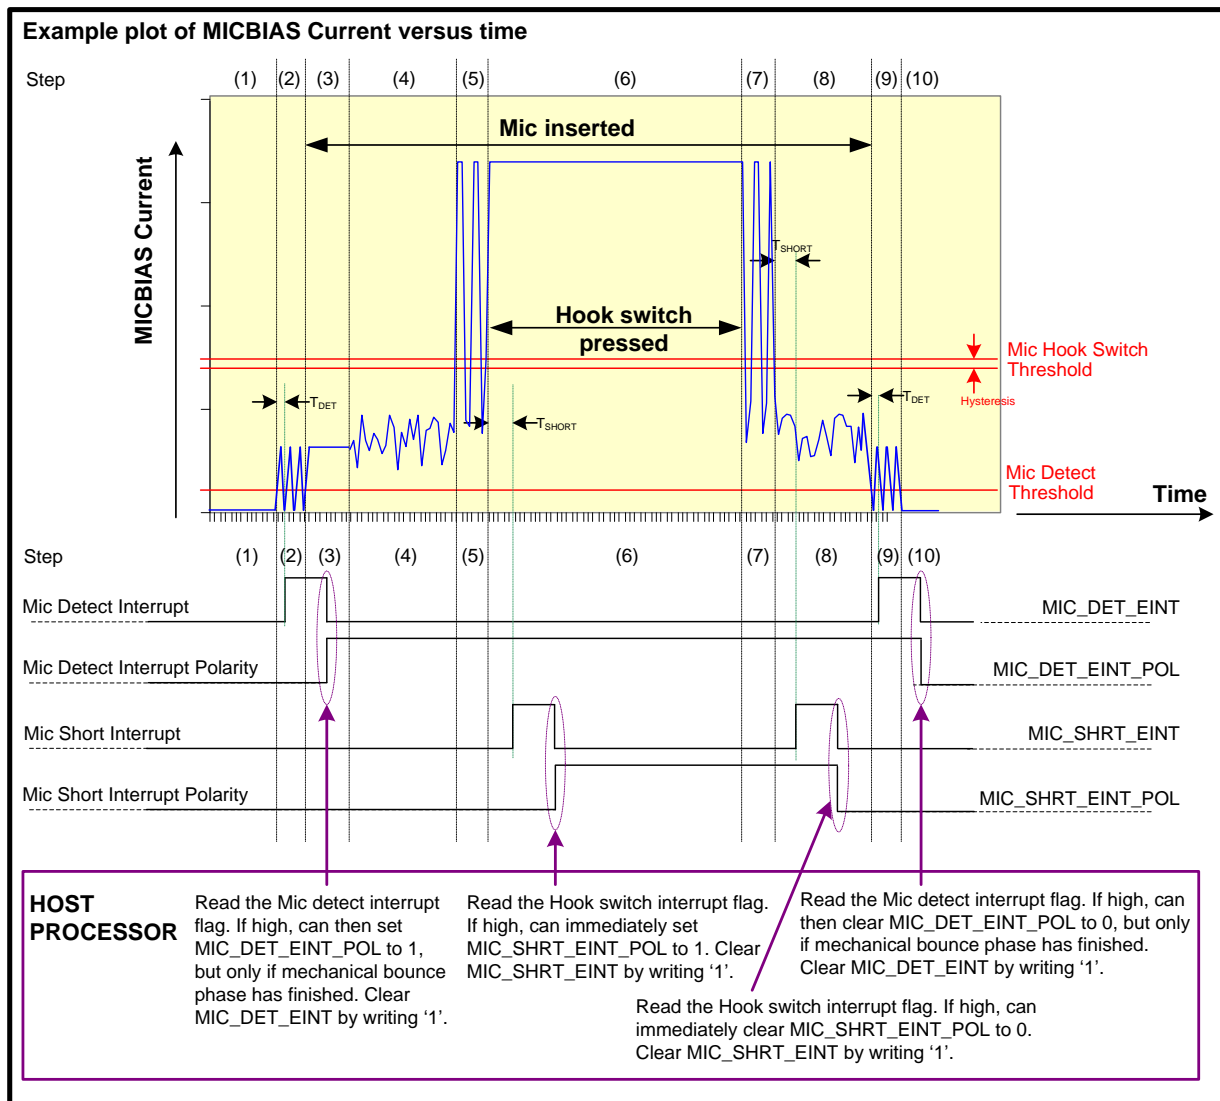 Example plot of MICBIAS Current versus time
Step
(1) (2) (3) (4) (5) (6) (7) (8) (9) (10)
Mic inserted
MICBIAS Current
TSHORT
Hook switch
pressed
Mic Hook Switch
Threshold
Hysteresis
TDET
TDET
TSHORT
Mic Detect
Threshold
Time
Step
(1) (2) (3) (4) (5) (6) (7) (8) (9) (10)
Mic Detect Interrupt
MIC_DET_EINT
Mic Detect Interrupt Polarity
MIC_DET_EINT_POL
Mic Short Interrupt
MIC_SHRT_EINT
Mic Short Interrupt Polarity
MIC_SHRT_EINT_POL
HOST
PROCESSOR
Read the Mic detect interrupt
flag. If high, can then set
MIC_DET_EINT_POL to 1,
but only if mechanical bounce
phase has finished. Clear
MIC_DET_EINT by writing ‘1’.
Read the Hook switch interrupt flag.
If high, can immediately set
MIC_SHRT_EINT_POL to 1. Clear
MIC_SHRT_EINT by writing ‘1’.
Read the Mic detect interrupt flag. If high, can
then clear MIC_DET_EINT_POL to 0, but only
if mechanical bounce phase has finished.
Clear MIC_DET_EINT by writing ‘1’.
Read the Hook switch interrupt flag. If high, can
immediately clear MIC_SHRT_EINT_POL to 0.
Clear MIC_SHRT_EINT by writing ‘1’.